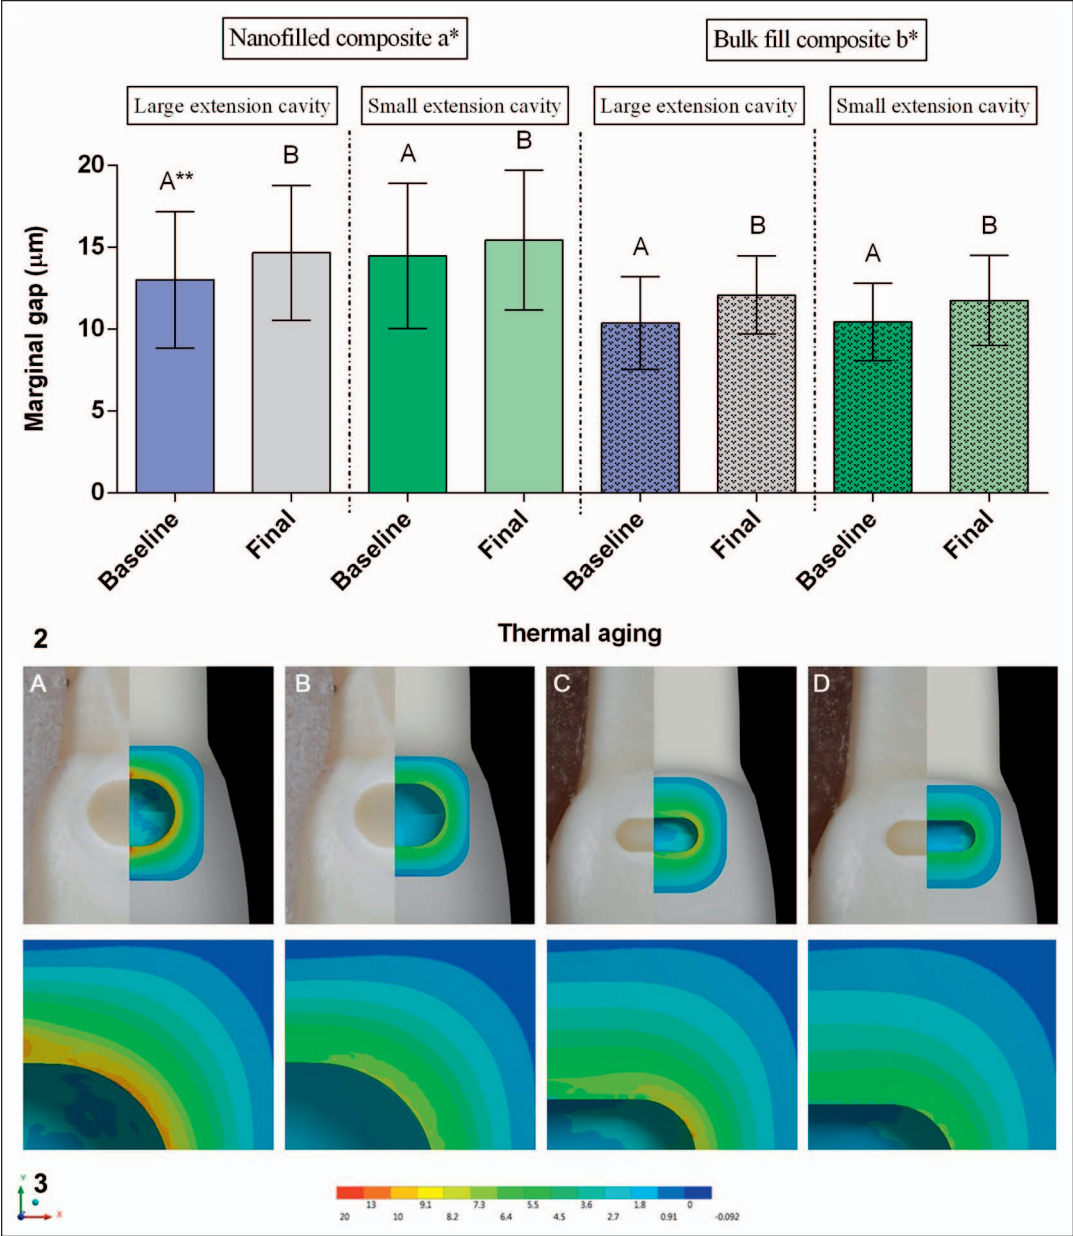 Nanofilled composite a*
Bulk fill composite b*
Large extension cavity
Small extension cavity
Large extension cavity
Small extension cavity
Marginal gap (µm)
20
15
10
5
0
A**
B
A
B
A
B
A
B
Baseline
Final
Baseline
Final
Baseline
Final
Baseline
Final
Thermal aging
2
A
B
C
D
3
Y
Z
X
13 9.1 7.3 5.5 3.6 1.8 0
20 10 8.2 6.4 4.5 2.7 0.91 -0.092